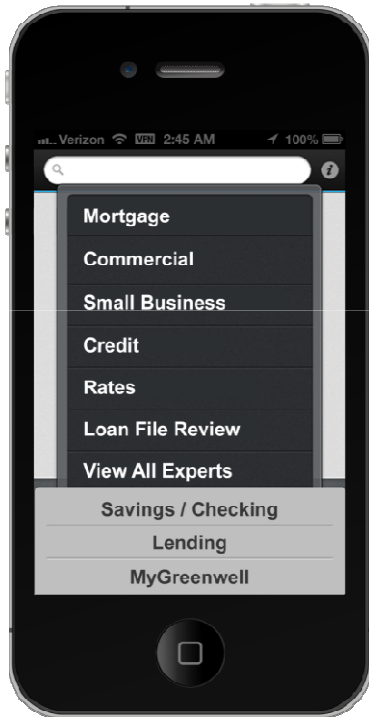 Verizon VPN 2:45 AM 100%
Mortgage
Commercial
Small Business
Credit
Rates
Loan File Review
View All Experts
Savings / Checking
Lending
MyGreenwell